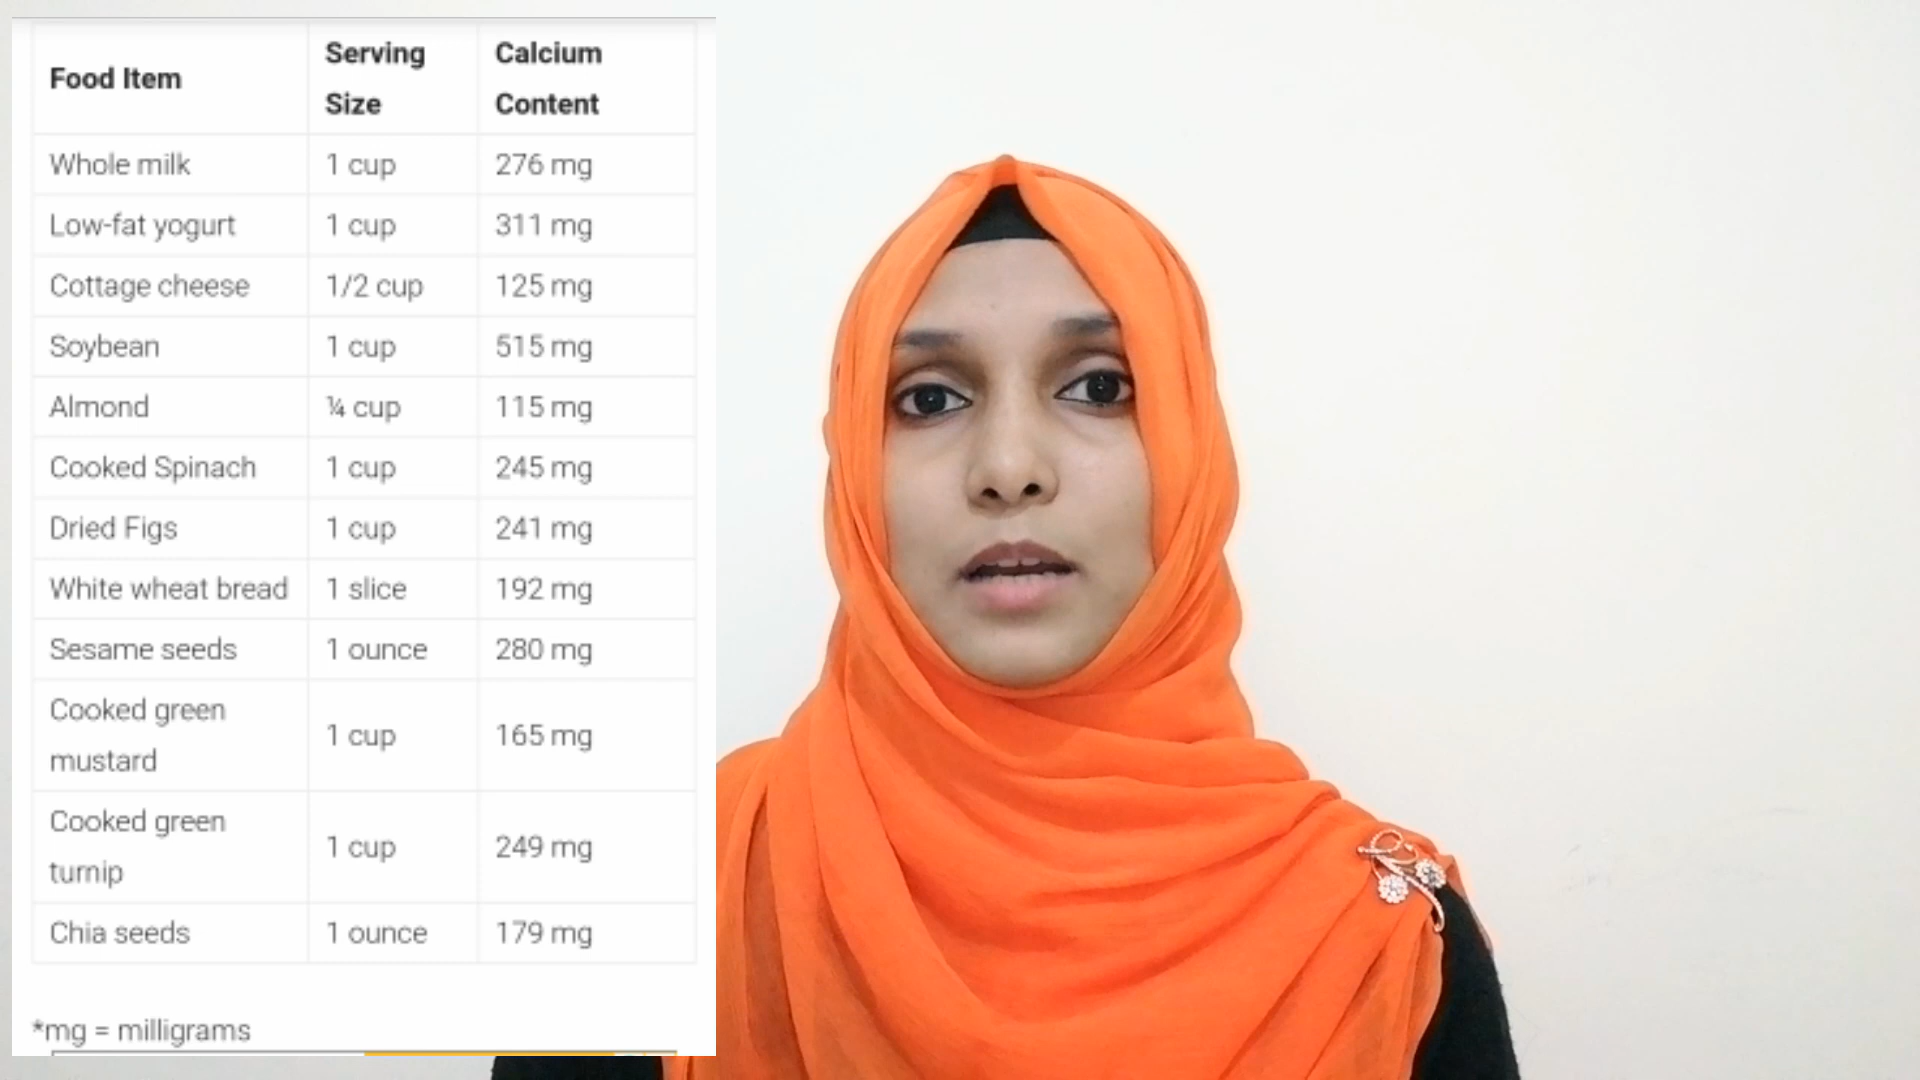 Food Item Serving Size Calcium Content
Whole milk 1 cup 276 mg
Low-fat yogurt 1 cup 311 mg
Cottage cheese 1/2 cup 125 mg
Soybean 1 cup 515 mg
Almond ¼ cup 115 mg
Cooked Spinach 1 cup 245 mg
Dried Figs 1 cup 241 mg
White wheat bread 1 slice 192 mg
Sesame seeds 1 ounce 280 mg
Cooked green mustard 1 cup 165 mg
Cooked green turnip 1 cup 249 mg
Chia seeds 1 ounce 179 mg
*mg = milligrams